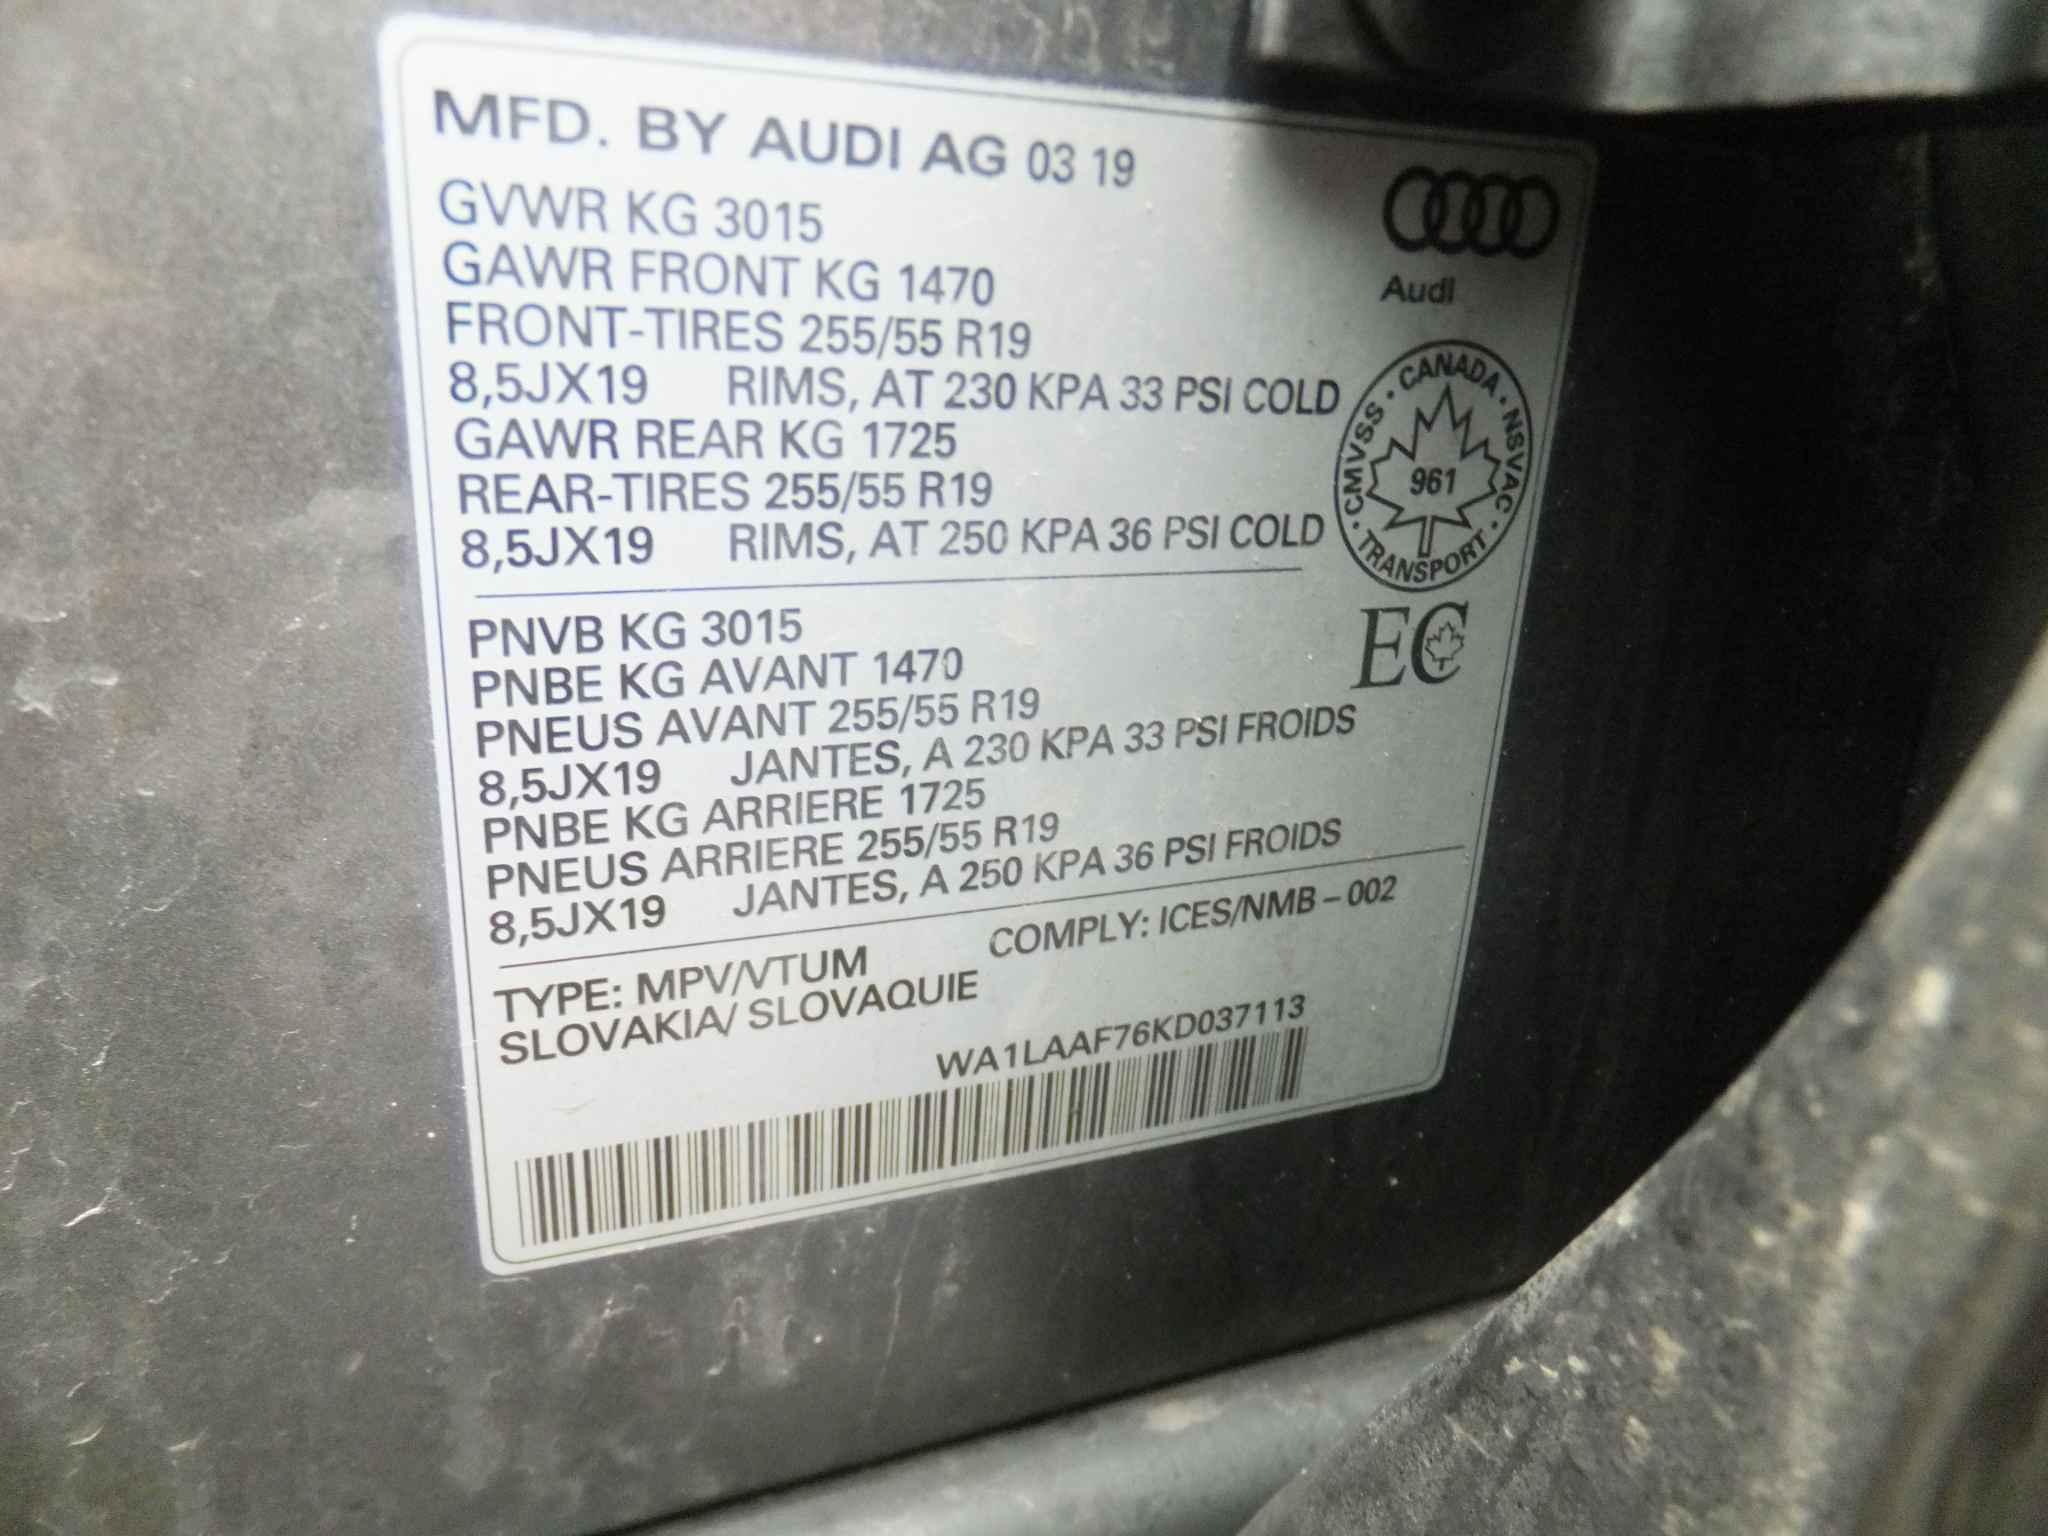 MFD. BY AUDI AG 03 19
GVWR KG 3015
GAWR FRONT KG 1470
FRONT-TIRES 255/55 R19
8,5JX19 RIMS, AT 230 KPA 33 PSI COLD
GAWR REAR KG 1725
REAR-TIRES 255/55 R19
8,5JX19 RIMS, AT 250 KPA 36 PSI COLD
Audi
CMVSS · CANADA · NSVAC · TRANSPORT
961
EC
PNVB KG 3015
PNBE KG AVANT 1470
PNEUS AVANT 255/55 R19
8,5JX19 JANTES, A 230 KPA 33 PSI FROIDS
PNBE KG ARRIERE 1725
PNEUS ARRIERE 255/55 R19
8,5JX19 JANTES, A 250 KPA 36 PSI FROIDS
TYPE: MPV/VTUM COMPLY: ICES/NMB – 002
SLOVAKIA/ SLOVAQUIE
WA1LAAF76KD037113